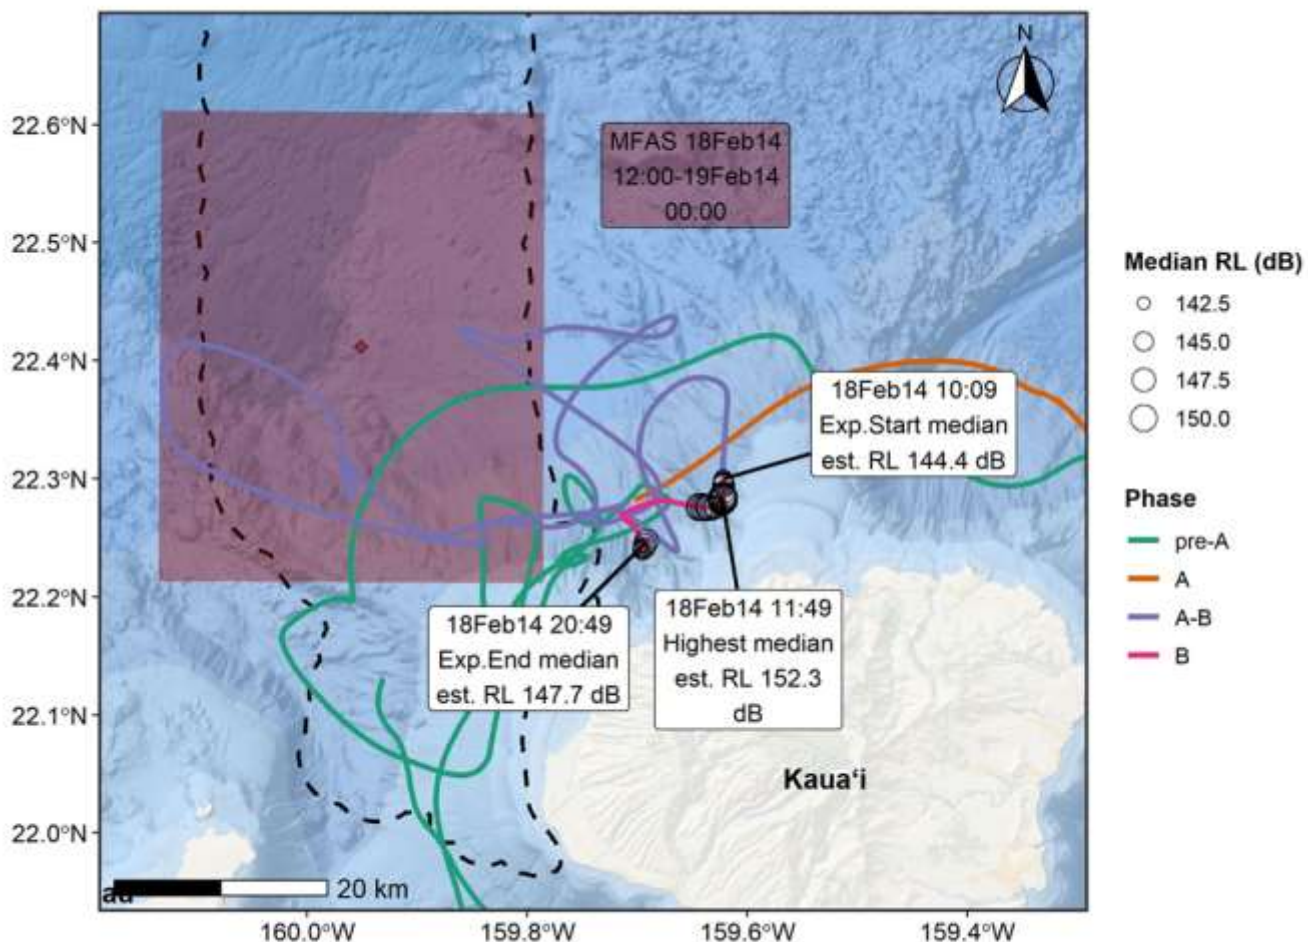 N
22.6°N
22.5°N
22.4°N
22.3°N
22.2°N
22.1°N
22.0°N
MFAS 18Feb14
12:00-19Feb14
00:00
18Feb14 10:09
Exp.Start median
est. RL 144.4 dB
18Feb14 20:49
Exp.End median
est. RL 147.7 dB
18Feb14 11:49
Highest median
est. RL 152.3
dB
Kauaʻi
au
20 km
160.0°W
159.8°W
159.6°W
159.4°W
Median RL (dB)
142.5
145.0
147.5
150.0
Phase
pre-A
A
A-B
B